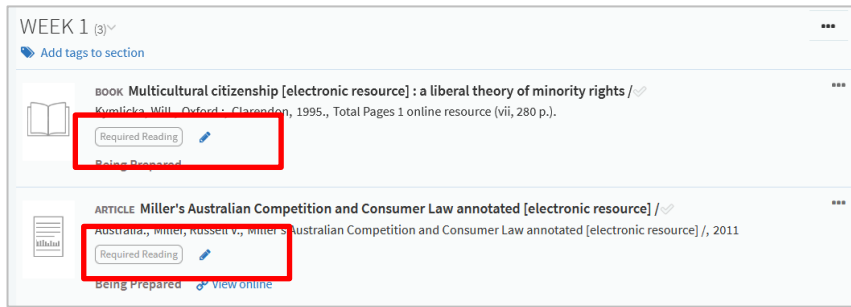 WEEK 1 (3)
Add tags to section
BOOK Multicultural citizenship [electronic resource] : a liberal theory of minority rights /
Kymlicka, Will., Oxford :, Clarendon, 1995., Total Pages 1 online resource (vii, 280 p.).
Required Reading
Being Prepared
ARTICLE Miller's Australian Competition and Consumer Law annotated [electronic resource] /
Australia., Miller, Russell V., Miller's Australian Competition and Consumer Law annotated [electronic resource] /, 2011
Required Reading
Being Prepared View online